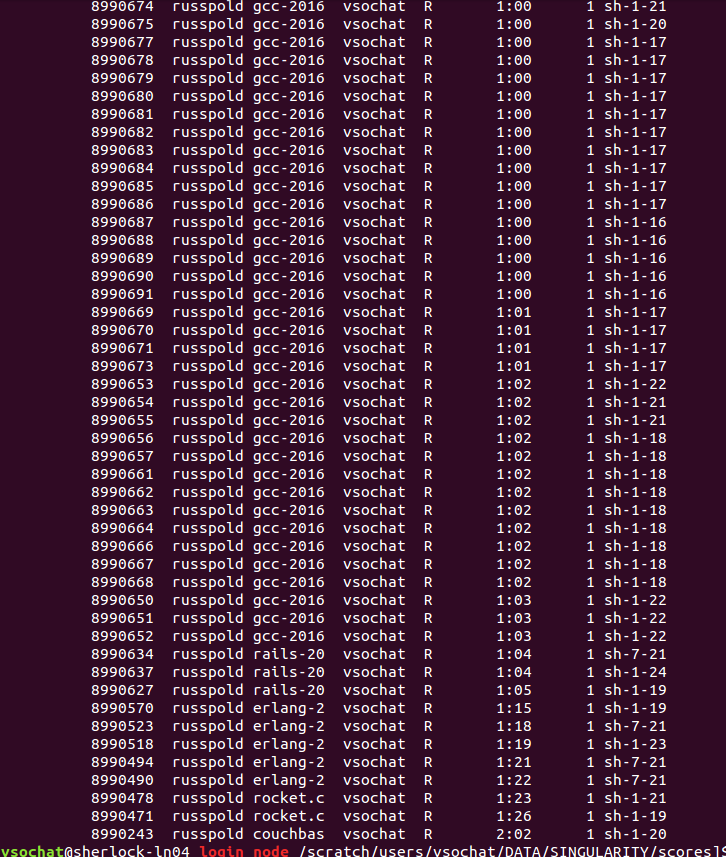 8990674 russpold gcc-2016 vsochat R 1:00 1 sh-1-21
8990675 russpold gcc-2016 vsochat R 1:00 1 sh-1-20
8990677 russpold gcc-2016 vsochat R 1:00 1 sh-1-17
8990678 russpold gcc-2016 vsochat R 1:00 1 sh-1-17
8990679 russpold gcc-2016 vsochat R 1:00 1 sh-1-17
8990680 russpold gcc-2016 vsochat R 1:00 1 sh-1-17
8990681 russpold gcc-2016 vsochat R 1:00 1 sh-1-17
8990682 russpold gcc-2016 vsochat R 1:00 1 sh-1-17
8990683 russpold gcc-2016 vsochat R 1:00 1 sh-1-17
8990684 russpold gcc-2016 vsochat R 1:00 1 sh-1-17
8990685 russpold gcc-2016 vsochat R 1:00 1 sh-1-17
8990686 russpold gcc-2016 vsochat R 1:00 1 sh-1-17
8990687 russpold gcc-2016 vsochat R 1:00 1 sh-1-16
8990688 russpold gcc-2016 vsochat R 1:00 1 sh-1-16
8990689 russpold gcc-2016 vsochat R 1:00 1 sh-1-16
8990690 russpold gcc-2016 vsochat R 1:00 1 sh-1-16
8990691 russpold gcc-2016 vsochat R 1:00 1 sh-1-16
8990669 russpold gcc-2016 vsochat R 1:01 1 sh-1-17
8990670 russpold gcc-2016 vsochat R 1:01 1 sh-1-17
8990671 russpold gcc-2016 vsochat R 1:01 1 sh-1-17
8990673 russpold gcc-2016 vsochat R 1:01 1 sh-1-17
8990653 russpold gcc-2016 vsochat R 1:02 1 sh-1-22
8990654 russpold gcc-2016 vsochat R 1:02 1 sh-1-21
8990655 russpold gcc-2016 vsochat R 1:02 1 sh-1-21
8990656 russpold gcc-2016 vsochat R 1:02 1 sh-1-18
8990657 russpold gcc-2016 vsochat R 1:02 1 sh-1-18
8990661 russpold gcc-2016 vsochat R 1:02 1 sh-1-18
8990662 russpold gcc-2016 vsochat R 1:02 1 sh-1-18
8990663 russpold gcc-2016 vsochat R 1:02 1 sh-1-18
8990664 russpold gcc-2016 vsochat R 1:02 1 sh-1-18
8990666 russpold gcc-2016 vsochat R 1:02 1 sh-1-18
8990667 russpold gcc-2016 vsochat R 1:02 1 sh-1-18
8990668 russpold gcc-2016 vsochat R 1:02 1 sh-1-18
8990650 russpold gcc-2016 vsochat R 1:03 1 sh-1-22
8990651 russpold gcc-2016 vsochat R 1:03 1 sh-1-22
8990652 russpold gcc-2016 vsochat R 1:03 1 sh-1-22
8990634 russpold rails-20 vsochat R 1:04 1 sh-7-21
8990637 russpold rails-20 vsochat R 1:04 1 sh-1-24
8990627 russpold rails-20 vsochat R 1:05 1 sh-1-19
8990570 russpold erlang-2 vsochat R 1:15 1 sh-1-19
8990523 russpold erlang-2 vsochat R 1:18 1 sh-7-21
8990518 russpold erlang-2 vsochat R 1:19 1 sh-1-23
8990494 russpold erlang-2 vsochat R 1:21 1 sh-7-21
8990490 russpold erlang-2 vsochat R 1:22 1 sh-7-21
8990478 russpold rocket.c vsochat R 1:23 1 sh-1-21
8990471 russpold rocket.c vsochat R 1:26 1 sh-1-19
8990243 russpold couchbas vsochat R 2:02 1 sh-1-20
vsochat@sherlock-ln04 login_node /scratch/users/vsochat/DATA/SINGULARITY/scores]$